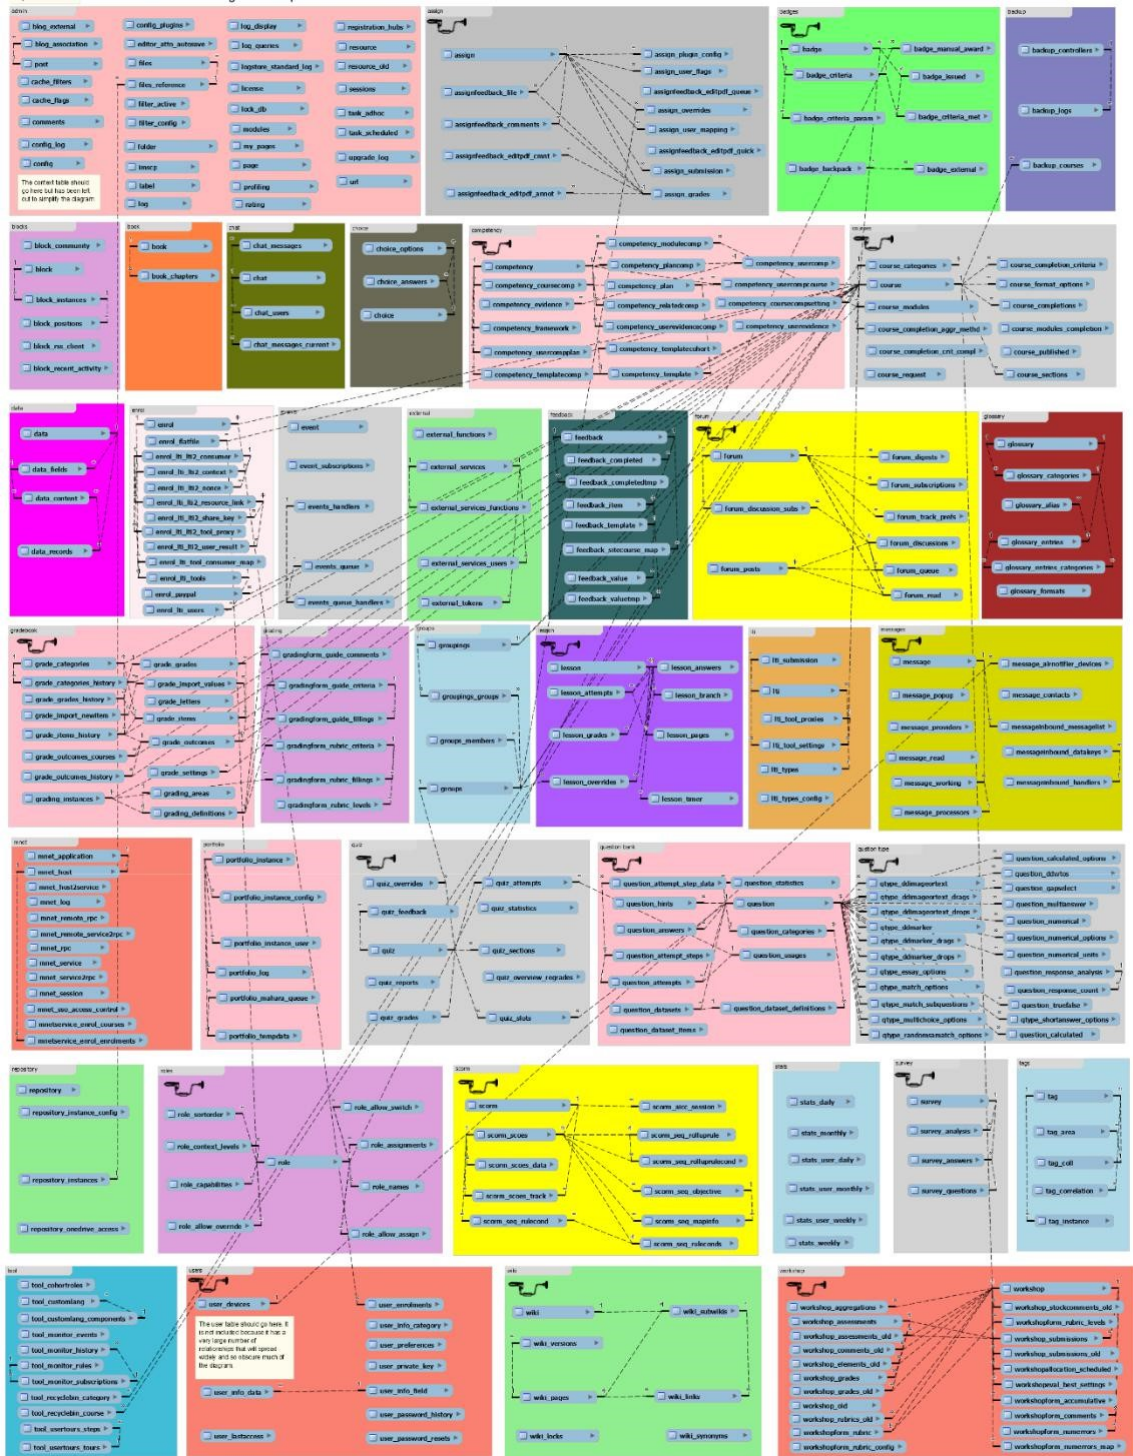 admin
blog_external
blog_association
post
cache_filters
cache_flags
comments
config_log
config
The context table should
go here but has been left
out to simplify the diagram
config_plugins
editor_atto_autosave
files
files_reference
filter_active
filter_config
folder
imscp
label
log
log_display
log_queries
logstore_standard_log
license
lock_db
modules
my_pages
page
profiling
rating
registration_hubs
resource
resource_old
sessions
task_adhoc
task_scheduled
upgrade_log
url
assign
assign
assignfeedback_file
assignfeedback_comments
assignfeedback_editpdf_cmnt
assignfeedback_editpdf_annot
assign_plugin_config
assign_user_flags
assignfeedback_editpdf_queue
assign_overrides
assign_user_mapping
assignfeedback_editpdf_quick
assign_submission
assign_grades
badges
badge
badge_criteria
badge_criteria_param
badge_backpack
badge_manual_award
badge_issued
badge_criteria_met
badge_external
backup
backup_controllers
backup_logs
backup_courses
blocks
block_community
block
block_instances
block_positions
block_rss_client
block_recent_activity
book
book
book_chapters
chat
chat_messages
chat
chat_users
chat_messages_current
choice
choice_options
choice_answers
choice
competency
competency
competency_coursecomp
competency_evidence
competency_framework
competency_usercompplan
competency_templatecomp
competency_modulecomp
competency_plancomp
competency_plan
competency_relatedcomp
competency_userevidencecomp
competency_templatecohort
competency_template
competency_usercomp
competency_usercompcourse
competency_coursecompsetting
competency_userevidence
courses
course_categories
course
course_modules
course_completion_aggr_methd
course_completion_crit_compl
course_request
course_completion_criteria
course_format_options
course_completions
course_modules_completion
course_published
course_sections
data
data
data_fields
data_content
data_records
enrol
enrol
enrol_flatfile
enrol_lti_lti2_consumer
enrol_lti_lti2_context
enrol_lti_lti2_nonce
enrol_lti_lti2_resource_link
enrol_lti_lti2_share_key
enrol_lti_lti2_tool_proxy
enrol_lti_lti2_user_result
enrol_lti_tool_consumer_map
enrol_lti_tools
enrol_paypal
enrol_lti_users
event
event_subscriptions
events_handlers
events_queue
events_queue_handlers
external
external_functions
external_services
external_services_functions
external_services_users
external_tokens
feedback
feedback
feedback_completed
feedback_completedtmp
feedback_item
feedback_template
feedback_sitecourse_map
feedback_value
feedback_valuetmp
forum
forum
forum_discussion_subs
forum_posts
forum_digests
forum_subscriptions
forum_track_prefs
forum_discussions
forum_queue
forum_read
glossary
glossary
glossary_categories
glossary_alias
glossary_entries
glossary_entries_categories
glossary_formats
gradebook
grade_categories
grade_categories_history
grade_grades_history
grade_import_newitem
grade_items_history
grade_outcomes_courses
grade_outcomes_history
grading_instances
grade_grades
grade_import_values
grade_letters
grade_items
grade_outcomes
grade_settings
grading_areas
grading_definitions
grading
gradingform_guide_comments
gradingform_guide_criteria
gradingform_guide_fillings
gradingform_rubric_criteria
gradingform_rubric_fillings
gradingform_rubric_levels
groups
groupings
groupings_groups
groups_members
groups
lesson
lesson
lesson_attempts
lesson_grades
lesson_overrides
lesson_answers
lesson_branch
lesson_pages
lesson_timer
lti
lti_submission
lti
lti_tool_proxies
lti_tool_settings
lti_types
lti_types_config
messages
message
message_popup
message_providers
message_read
message_working
message_processors
message_airnotifier_devices
message_contacts
messageinbound_messagelist
messageinbound_datakeys
messageinbound_handlers
mnet
mnet_application
mnet_host
mnet_host2service
mnet_log
mnet_remote_rpc
mnet_remote_service2rpc
mnet_rpc
mnet_service
mnet_service2rpc
mnet_session
mnet_sso_access_control
mnetservice_enrol_courses
mnetservice_enrol_enrolments
portfolio
portfolio_instance
portfolio_instance_config
portfolio_instance_user
portfolio_log
portfolio_mahara_queue
portfolio_tempdata
quiz
quiz_overrides
quiz_feedback
quiz
quiz_reports
quiz_grades
quiz_attempts
quiz_statistics
quiz_sections
quiz_overview_regrades
quiz_slots
question bank
question_attempt_step_data
question_hints
question_answers
question_attempt_steps
question_attempts
question_datasets
question_dataset_items
question_statistics
question
question_categories
question_usages
question_dataset_definitions
qtype_ddimageortext
qtype_ddimageortext_drags
qtype_ddimageortext_drops
qtype_ddmarker
qtype_ddmarker_drags
qtype_ddmarker_drops
qtype_essay_options
qtype_match_options
qtype_match_subquestions
qtype_multichoice_options
qtype_randomsamatch_options
question_calculated_options
question_ddwtos
question_gapselect
question_multianswer
question_numerical
question_numerical_options
question_numerical_units
question_response_analysis
question_response_count
question_truefalse
qtype_shortanswer_options
question_calculated
repository
repository
repository_instance_config
repository_instances
repository_onedrive_access
roles
role_sortorder
role_context_levels
role_capabilities
role_allow_override
role
role_allow_switch
role_assignments
role_names
role_allow_assign
scorm
scorm
scorm_scoes
scorm_scoes_data
scorm_scoes_track
scorm_seq_rulecond
scorm_aicc_session
scorm_seq_rolluprule
scorm_seq_rolluprulecond
scorm_seq_objective
scorm_seq_mapinfo
scorm_seq_ruleconds
stats
stats_daily
stats_monthly
stats_user_daily
stats_user_monthly
stats_user_weekly
stats_weekly
survey
survey
survey_analysis
survey_answers
survey_questions
tags
tag
tag_area
tag_coll
tag_correlation
tag_instance
tool
tool_cohortroles
tool_customlang
tool_customlang_components
tool_monitor_events
tool_monitor_history
tool_monitor_rules
tool_monitor_subscriptions
tool_recyclebin_category
tool_recyclebin_course
tool_usertours_steps
tool_usertours_tours
users
user_devices
The user table should go here. It
is not included because it has a
very large number of
relationships that will spread
widely and so obscure much of
the diagram
user_info_data
user_lastaccess
user_enrolments
user_info_category
user_preferences
user_private_key
user_info_field
user_password_history
user_password_resets
wiki
wiki
wiki_versions
wiki_pages
wiki_locks
wiki_subwikis
wiki_links
wiki_synonyms
workshop
workshop_aggregations
workshop_assessments
workshop_assessments_old
workshop_comments_old
workshop_elements_old
workshop_grades
workshop_grades_old
workshop_old
workshop_rubrics_old
workshopform_rubric
workshopform_rubric_config
workshop
workshop_stockcomments_old
workshopform_rubric_levels
workshop_submissions
workshop_submissions_old
workshopallocation_scheduled
workshopeval_best_settings
workshopform_accumulative
workshopform_comments
workshopform_numerrors
workshopform_numerrors_map